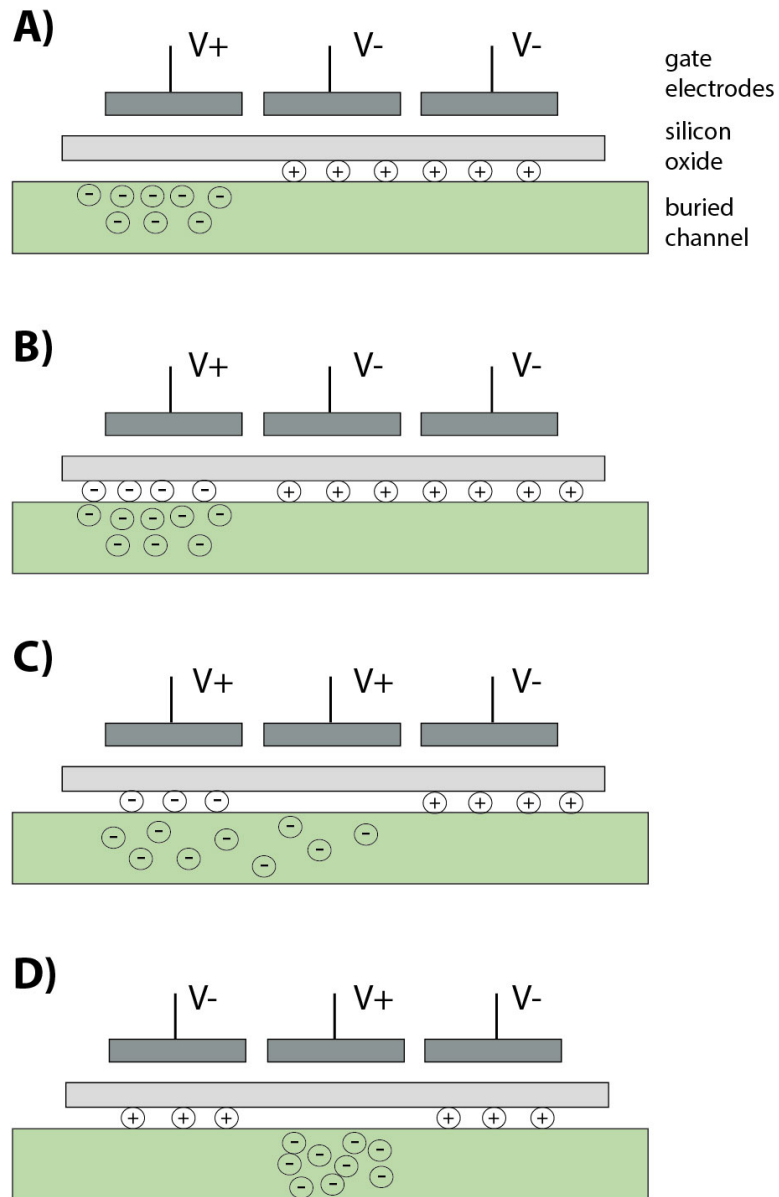 A)
V+ V- V-
gate
electrodes
silicon
oxide
buried
channel
+ + + + + +
- - - - -
- - -
B)
V+ V- V-
- - - - + + + + + + +
- - - - -
- - -
C)
V+ V+ V-
- - - + + + +
- - - - - - - - - -
D)
V- V+ V-
+ + + + + +
- - - - - - - - -